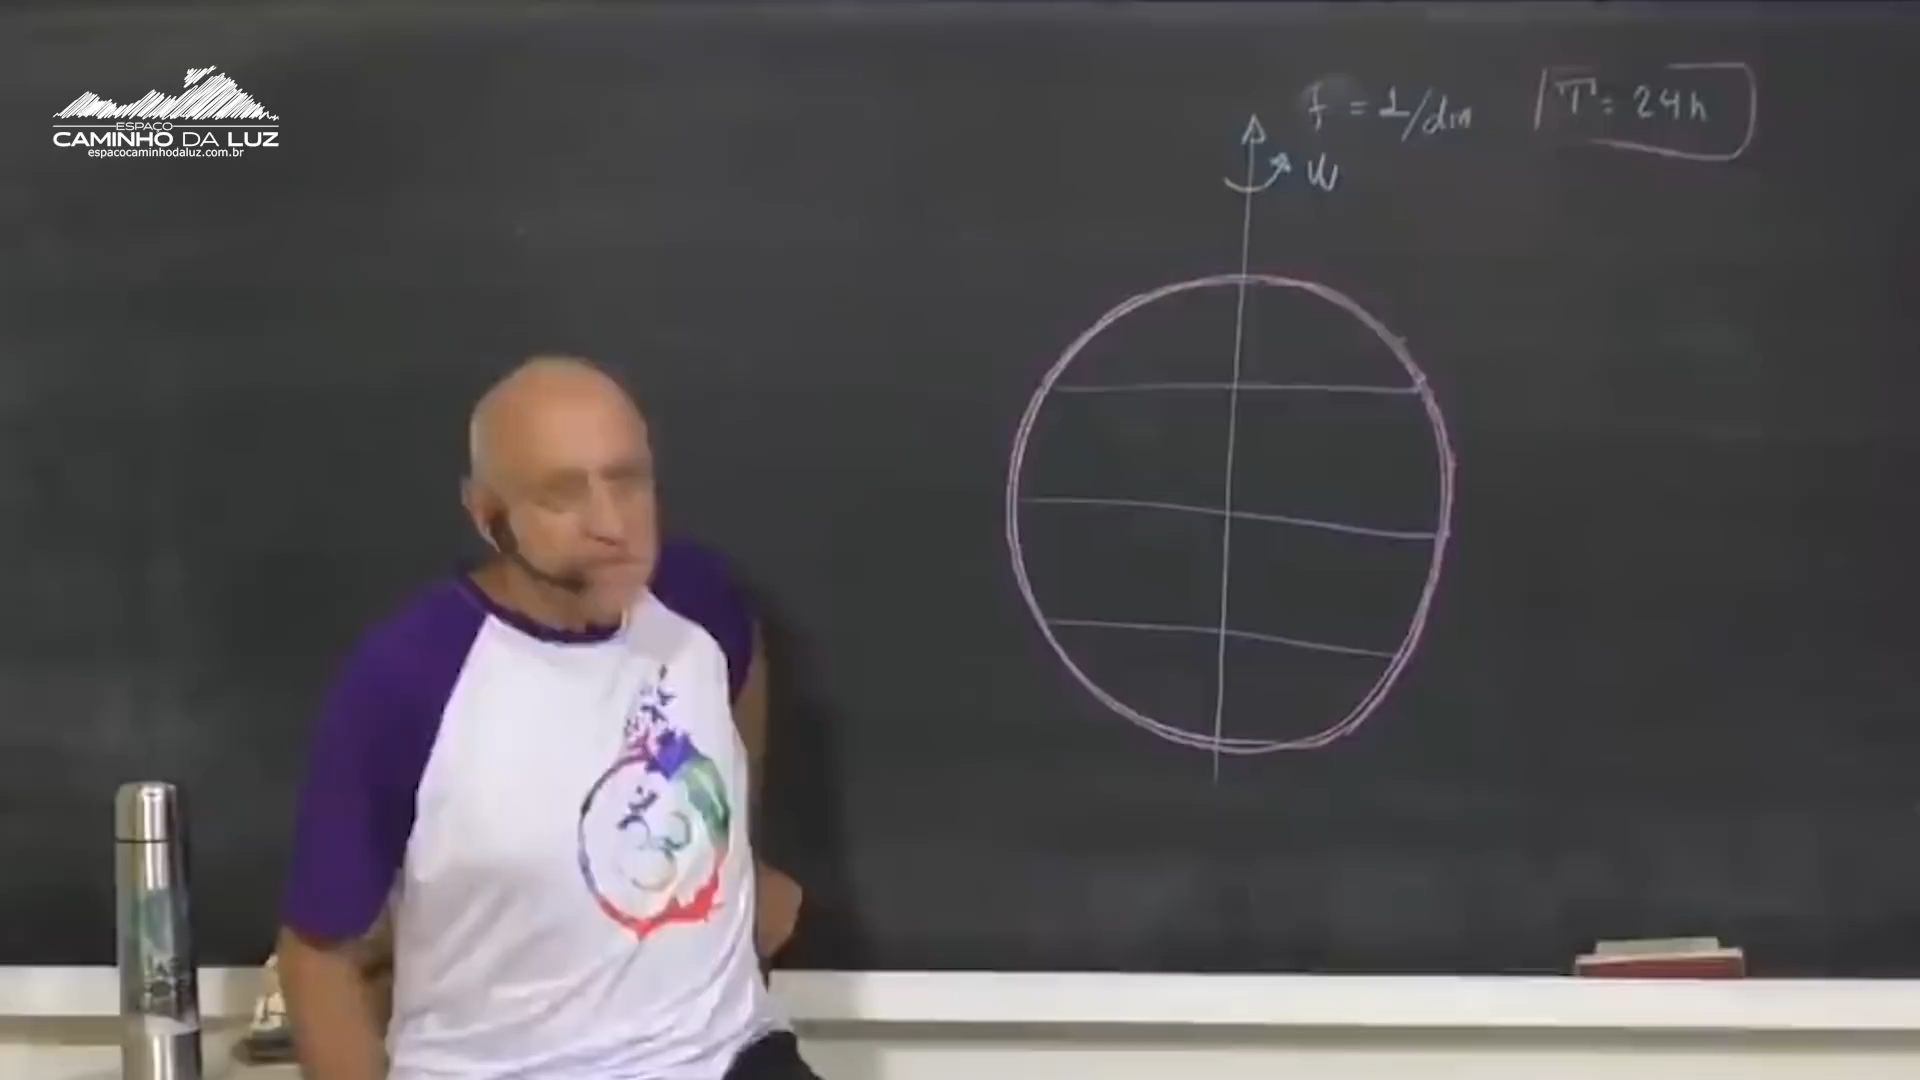 ESPAÇO
CAMINHO DA LUZ
espacocaminhodaluz.com.br
f = 1/dia T = 24h
W